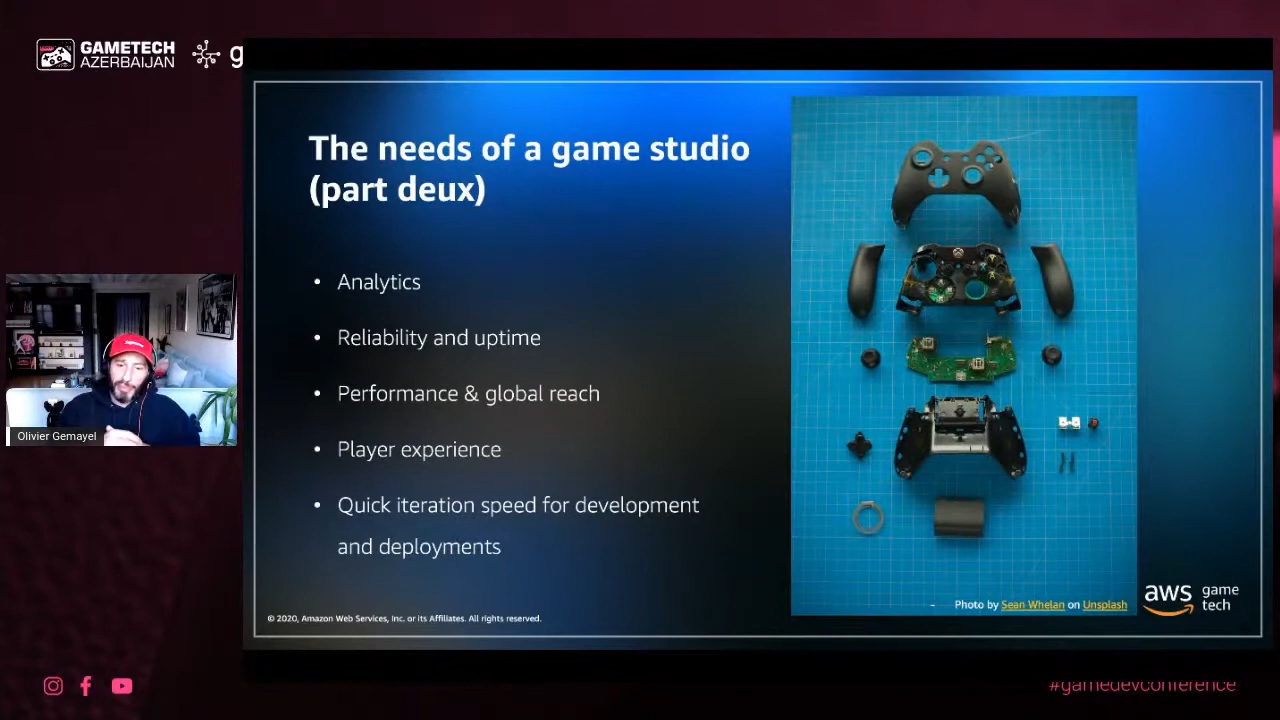 GAMETECH
AZERBAIJAN
g
The needs of a game studio
(part deux)
• Analytics
• Reliability and uptime
• Performance & global reach
• Player experience
• Quick iteration speed for development
and deployments
Olivier Gemayel
Photo by Sean Whelan on Unsplash
aws game
tech
© 2020, Amazon Web Services, Inc. or its Affiliates. All rights reserved.
#gamedevconference